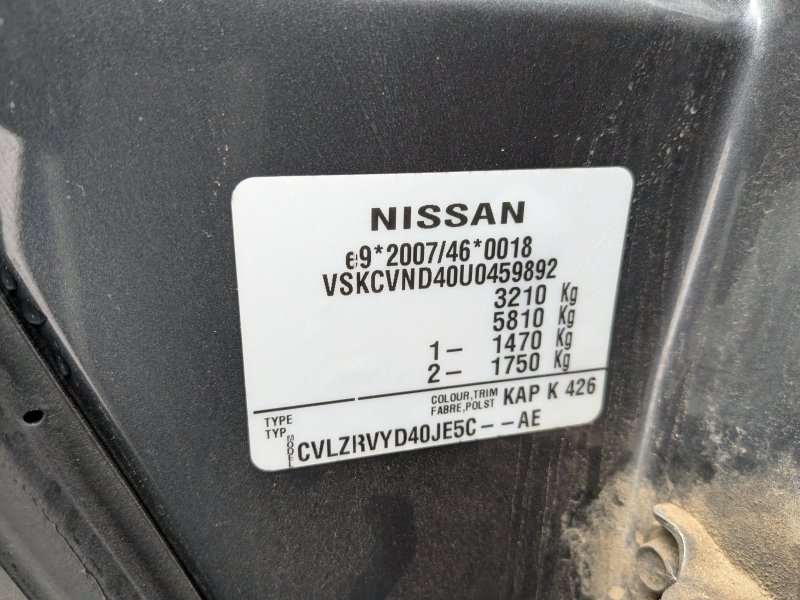 NISSAN
e9*2007/46*0018
VSKCVND40U0459892
3210 Kg
5810 Kg
1- 1470 Kg
2- 1750 Kg
TYPE
TYP
COLOUR,TRIM
FABRE,POLST
KAP K 426
MODEL
CVLZRVYD40JE5C--AE